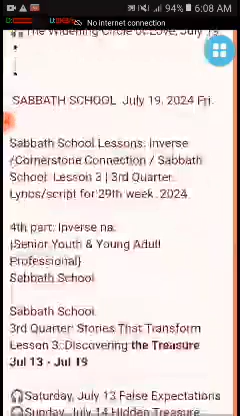 94% 6:08 AM
No internet connection
The Widening Circle of Love, July 19
SABBATH SCHOOL July 19, 2024 Fri.
Sabbath School Lessons: Inverse
/Cornerstone Connection / Sabbath
School: Lesson 3 | 3rd Quarter
Lyrics/script for 29th week, 2024
4th part: Inverse na:
(Senior Youth & Young Adult
Professional)
Sabbath School
Sabbath School
3rd Quarter: Stories That Transform
Lesson 3: Discovering the Treasure
Jul 13 - Jul 19
🎧Saturday, July 13 False Expectations
🎧Sunday, July 14 Hidden Treasure